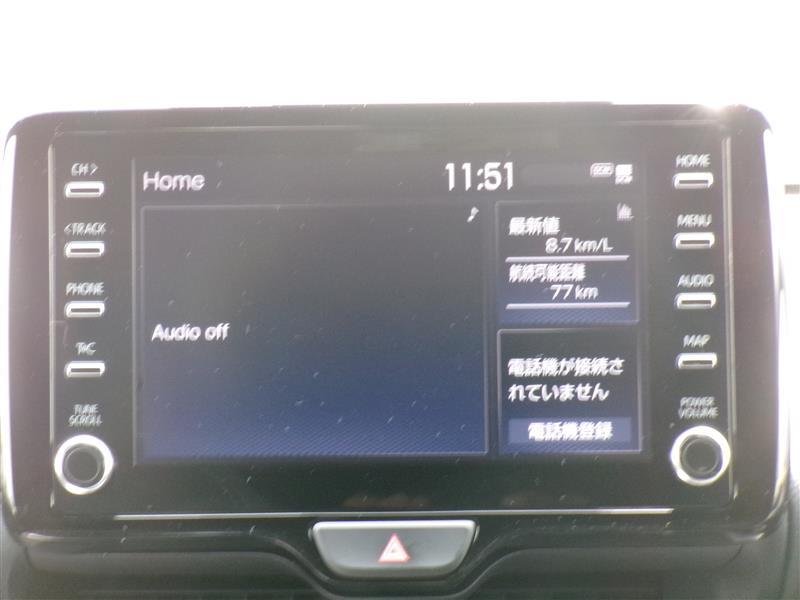 CH >
< TRACK
PHONE
T·C
TUNE
SCROLL
Home
11:51
Audio off
最新値
8.7 km/L
航続可能距離
77 km
電話機が接続さ
れていません
電話機登録
HOME
MENU
AUDIO
MAP
POWER
VOLUME